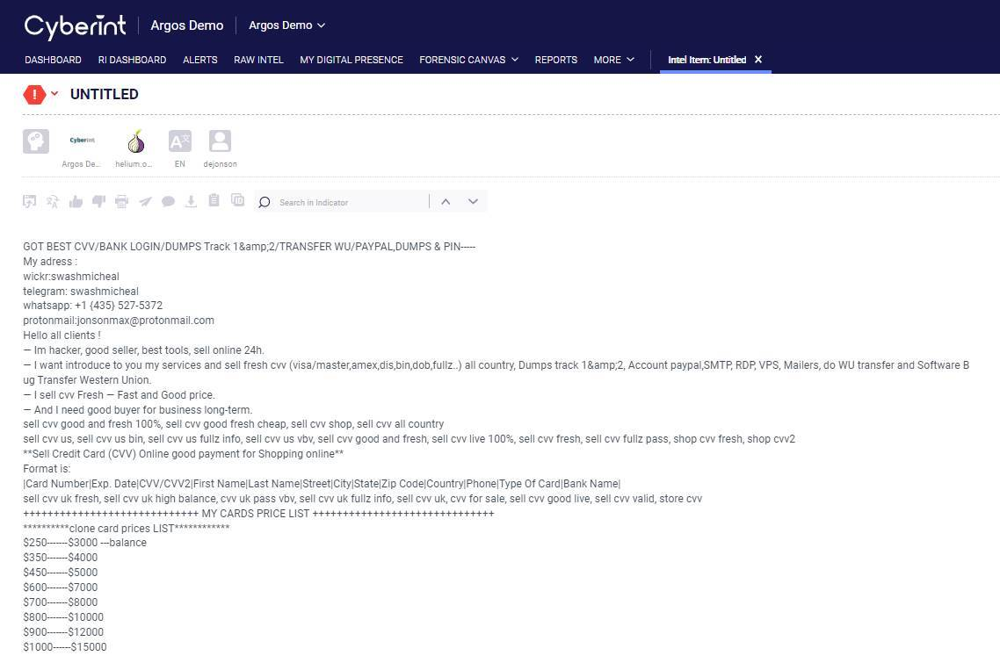 Cyberint Argos Demo Argos Demo
DASHBOARD RI DASHBOARD ALERTS RAW INTEL MY DIGITAL PRESENCE FORENSIC CANVAS REPORTS MORE Intel Item: Untitled X
! UNTITLED
Cyberint
Argos De... helium.o... EN dejonson
Search in Indicator
GOT BEST CVV/BANK LOGIN/DUMPS Track 1&amp;2/TRANSFER WU/PAYPAL,DUMPS & PIN-----
My adress :
wickr:swashmicheal
telegram: swashmicheal
whatsapp: +1 {435} 527-5372
protonmail:jonsonmax@protonmail.com
Hello all clients !
— Im hacker, good seller, best tools, sell online 24h.
— I want introduce to you my services and sell fresh cvv (visa/master,amex,dis,bin,dob,fullz..) all country, Dumps track 1&amp;2, Account paypal,SMTP, RDP, VPS, Mailers, do WU transfer and Software B
ug Transfer Western Union.
— I sell cvv Fresh — Fast and Good price.
— And I need good buyer for business long-term.
sell cvv good and fresh 100%, sell cvv good fresh cheap, sell cvv shop, sell cvv all country
sell cvv us, sell cvv us bin, sell cvv us fullz info, sell cvv us vbv, sell cvv good and fresh, sell cvv live 100%, sell cvv fresh, sell cvv fullz pass, shop cvv fresh, shop cvv2
**Sell Credit Card (CVV) Online good payment for Shopping online**
Format is:
|Card Number|Exp. Date|CVV/CVV2|First Name|Last Name|Street|City|State|Zip Code|Country|Phone|Type Of Card|Bank Name|
sell cvv uk fresh, sell cvv uk high balance, cvv uk pass vbv, sell cvv uk fullz info, sell cvv uk, cvv for sale, sell cvv good live, sell cvv valid, store cvv
+++++++++++++++++++++++++++++ MY CARDS PRICE LIST ++++++++++++++++++++++++++++++
**********clone card prices LIST************
$250-------$3000 ---balance
$350-------$4000
$450-------$5000
$600-------$7000
$700-------$8000
$800-------$10000
$900-------$12000
$1000------$15000